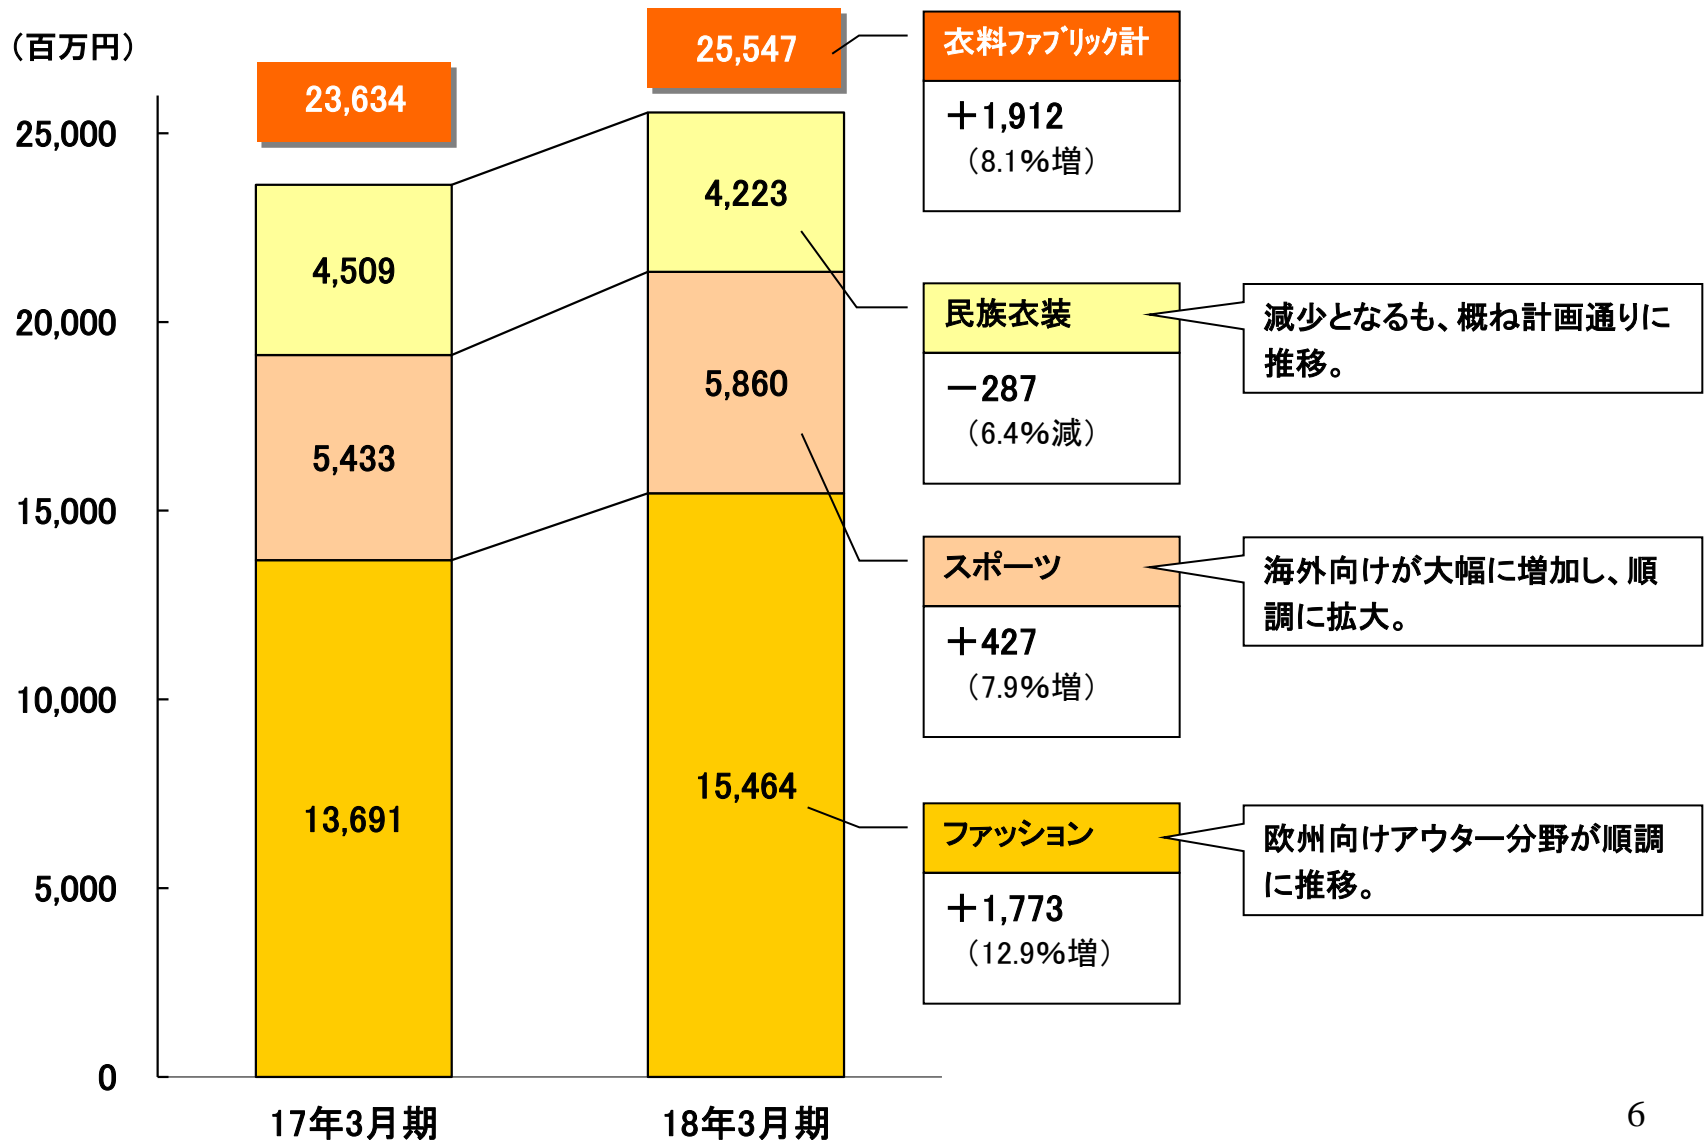 （百万円）
25,000
20,000
15,000
10,000
5,000
0
23,634
4,509
5,433
13,691
17年3月期
25,547
4,223
5,860
15,464
18年3月期
衣料ファブリック計
＋1,912
（8.1%増）
民族衣装
－287
（6.4%減）
減少となるも、概ね計画通りに
推移。
スポーツ
＋427
（7.9%増）
海外向けが大幅に増加し、順
調に拡大。
ファッション
＋1,773
（12.9%増）
欧州向けアウター分野が順調
に推移。
6